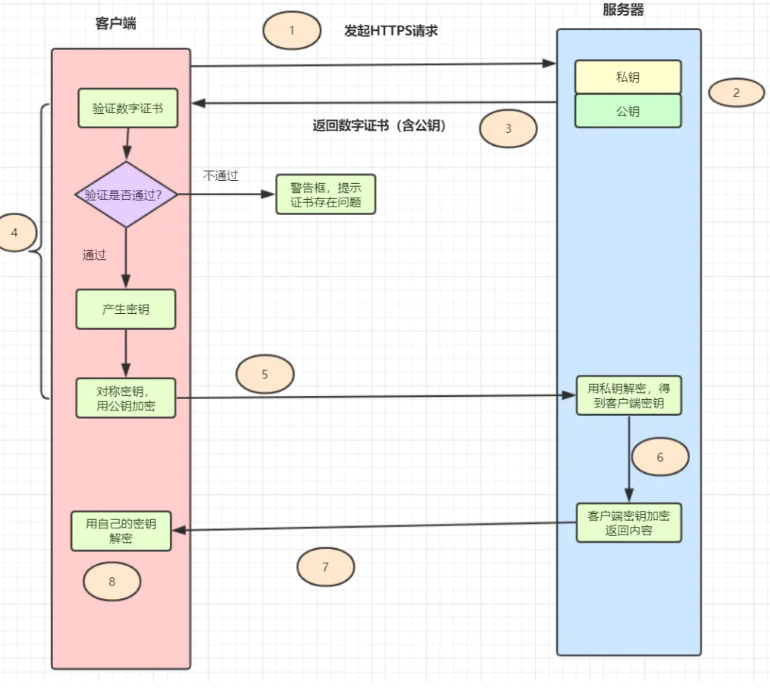 客户端
1
发起HTTPS请求
服务器
私钥
公钥
2
验证数字证书
返回数字证书（含公钥）
3
验证是否通过？
不通过
警告框，提示
证书存在问题
4
通过
产生密钥
对称密钥，
用公钥加密
5
用私钥解密，得
到客户端密钥
6
客户端密钥加密
返回内容
7
用自己的密钥
解密
8